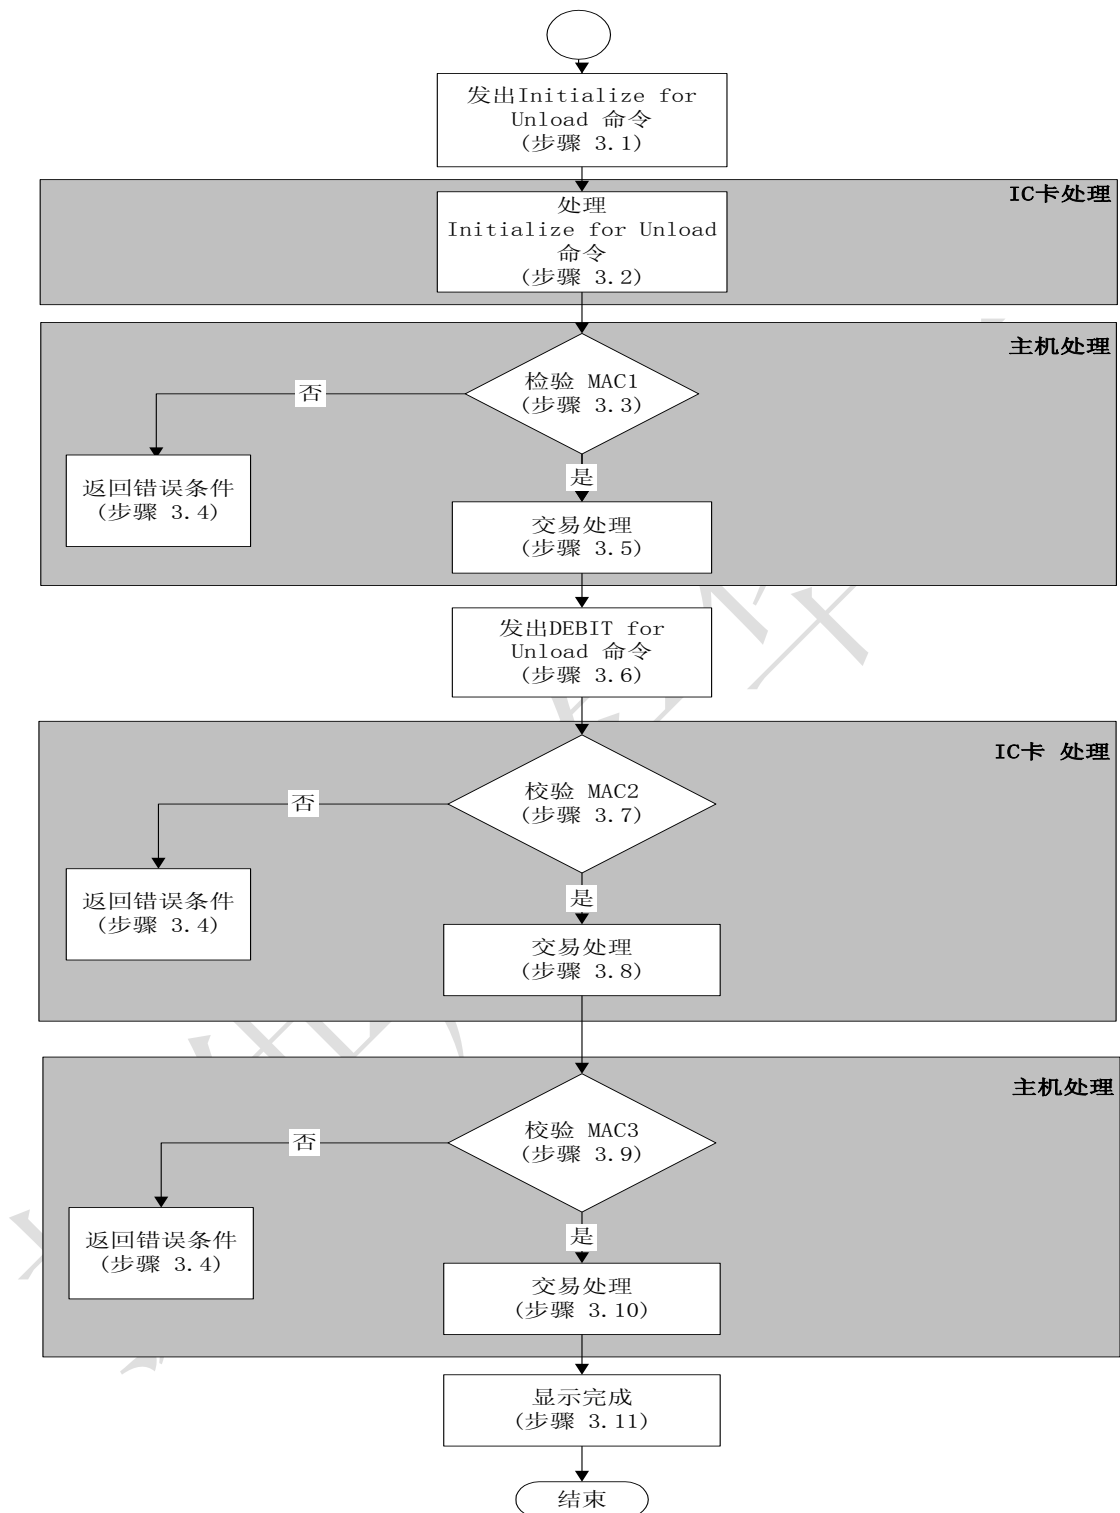 发出Initialize for
Unload 命令
(步骤 3.1)
IC卡处理
处理
Initialize for Unload
命令
(步骤 3.2)
主机处理
检验 MAC1
(步骤 3.3)
否
返回错误条件
(步骤 3.4)
是
交易处理
(步骤 3.5)
发出DEBIT for
Unload 命令
(步骤 3.6)
IC卡 处理
校验 MAC2
(步骤 3.7)
否
返回错误条件
(步骤 3.4)
是
交易处理
(步骤 3.8)
主机处理
校验 MAC3
(步骤 3.9)
否
返回错误条件
(步骤 3.4)
是
交易处理
(步骤 3.10)
显示完成
(步骤 3.11)
结束